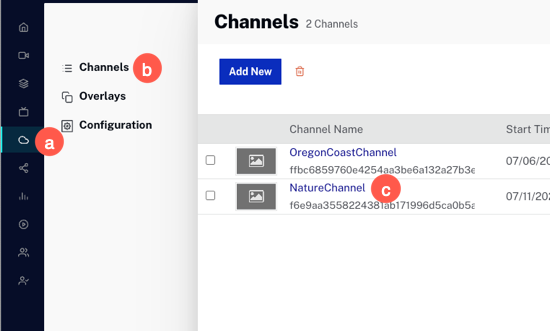 Channels 2 Channels
Channels
b
Add New
Overlays
Configuration
Channel Name Start Tim
a
OregonCoastChannel
ffbc6859760e4254aa3be6a132a27b3e
07/06/20
NatureChannel
c
f6e9aa3558224381ab171996d5ca0b5a
07/11/202